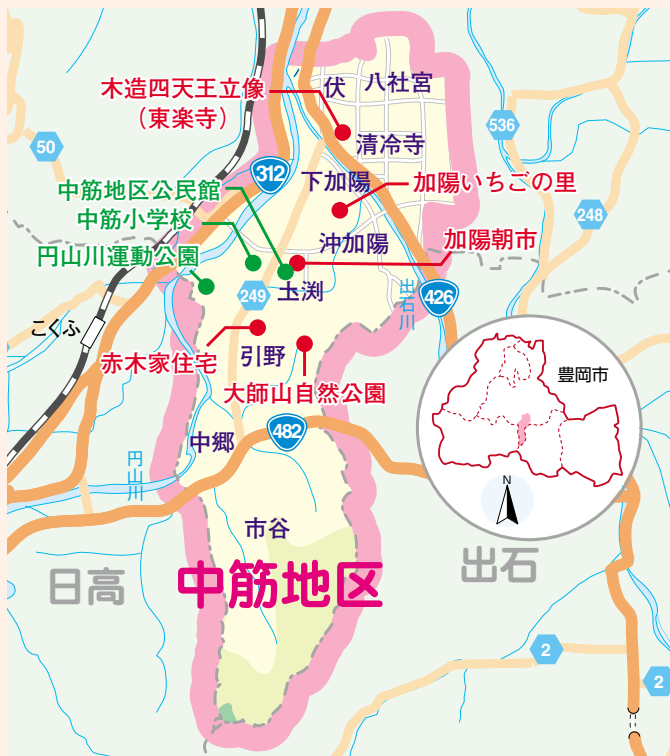 木造四天王立像
（東楽寺）
伏
八社宮
536
50
清冷寺
312
下加陽
加陽いちごの里
中筋地区公民館
中筋小学校
248
沖加陽
加陽朝市
円山川運動公園
249
土渕
出石川
426
こくふ
赤木家住宅
引野
大師山自然公園
豊岡市
482
中郷
円山川
N
市谷
出石
日高
中筋地区
2
2